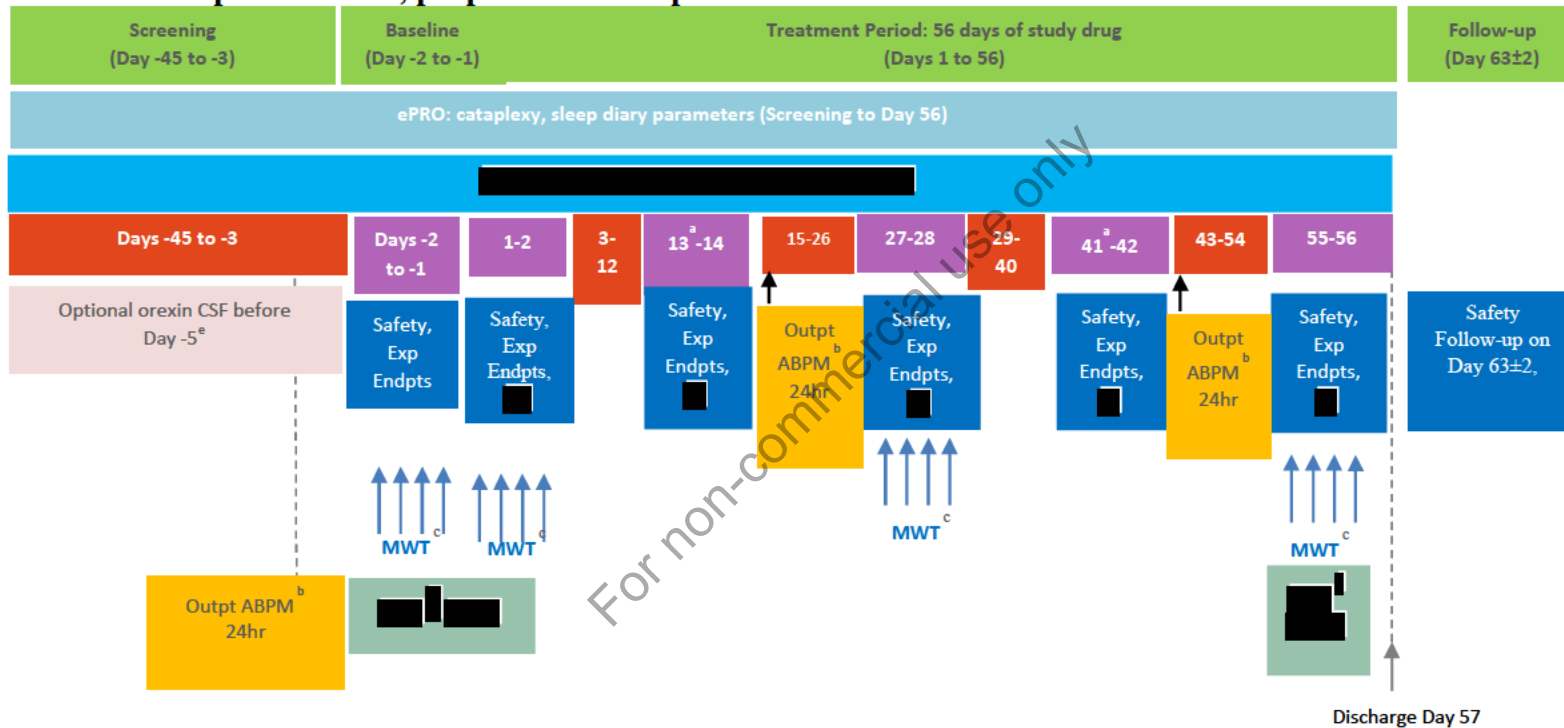 Screening
(Day -45 to -3)
Baseline
(Day -2 to -1)
Treatment Period: 56 days of study drug
(Days 1 to 56)
Follow-up
(Day 63±2)
ePRO: cataplexy, sleep diary parameters (Screening to Day 56)
Days -45 to -3
Days -2
to -1
1-2
3-
12
13ᵃ-14
15-26
27-28
29-
40
41ᵃ-42
43-54
55-56
Optional orexin CSF before
Day -5ᵉ
Safety,
Exp
Endpts
Safety,
Exp
Endpts,
Safety,
Exp
Endpts,
Outpt
ABPMᵇ
24hr
Safety,
Exp
Endpts,
Safety,
Exp
Endpts,
Outpt
ABPMᵇ
24hr
Safety,
Exp
Endpts,
Safety
Follow-up on
Day 63±2,
MWTᶜ
MWTᶜ
MWTᶜ
MWTᶜ
Outpt ABPMᵇ
24hr
Discharge Day 57
For non-commercial use only